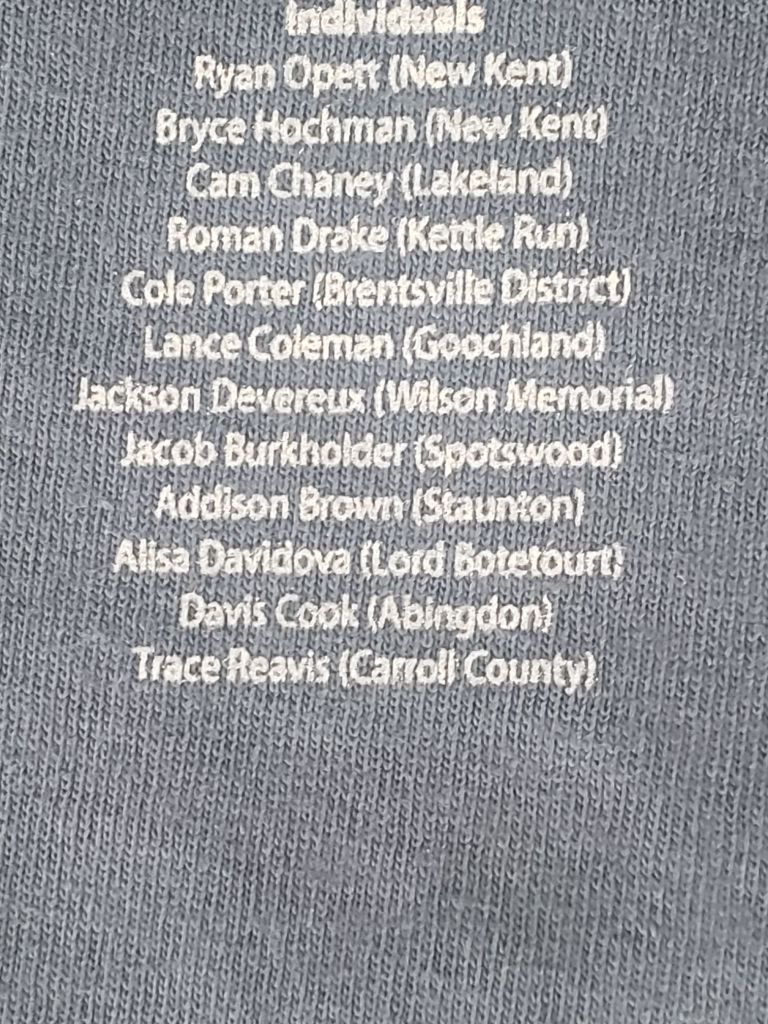 Individuals
Ryan Opett (New Kent)
Bryce Hochman (New Kent)
Cam Chaney (Lakeland)
Roman Drake (Kettle Run)
Cole Porter (Brentsville District)
Lance Coleman (Goochland)
Jackson Devereux (Wilson Memorial)
Jacob Burkholder (Spotswood)
Addison Brown (Staunton)
Alisa Davidova (Lord Botetourt)
Davis Cook (Abingdon)
Trace Reavis (Carroll County)